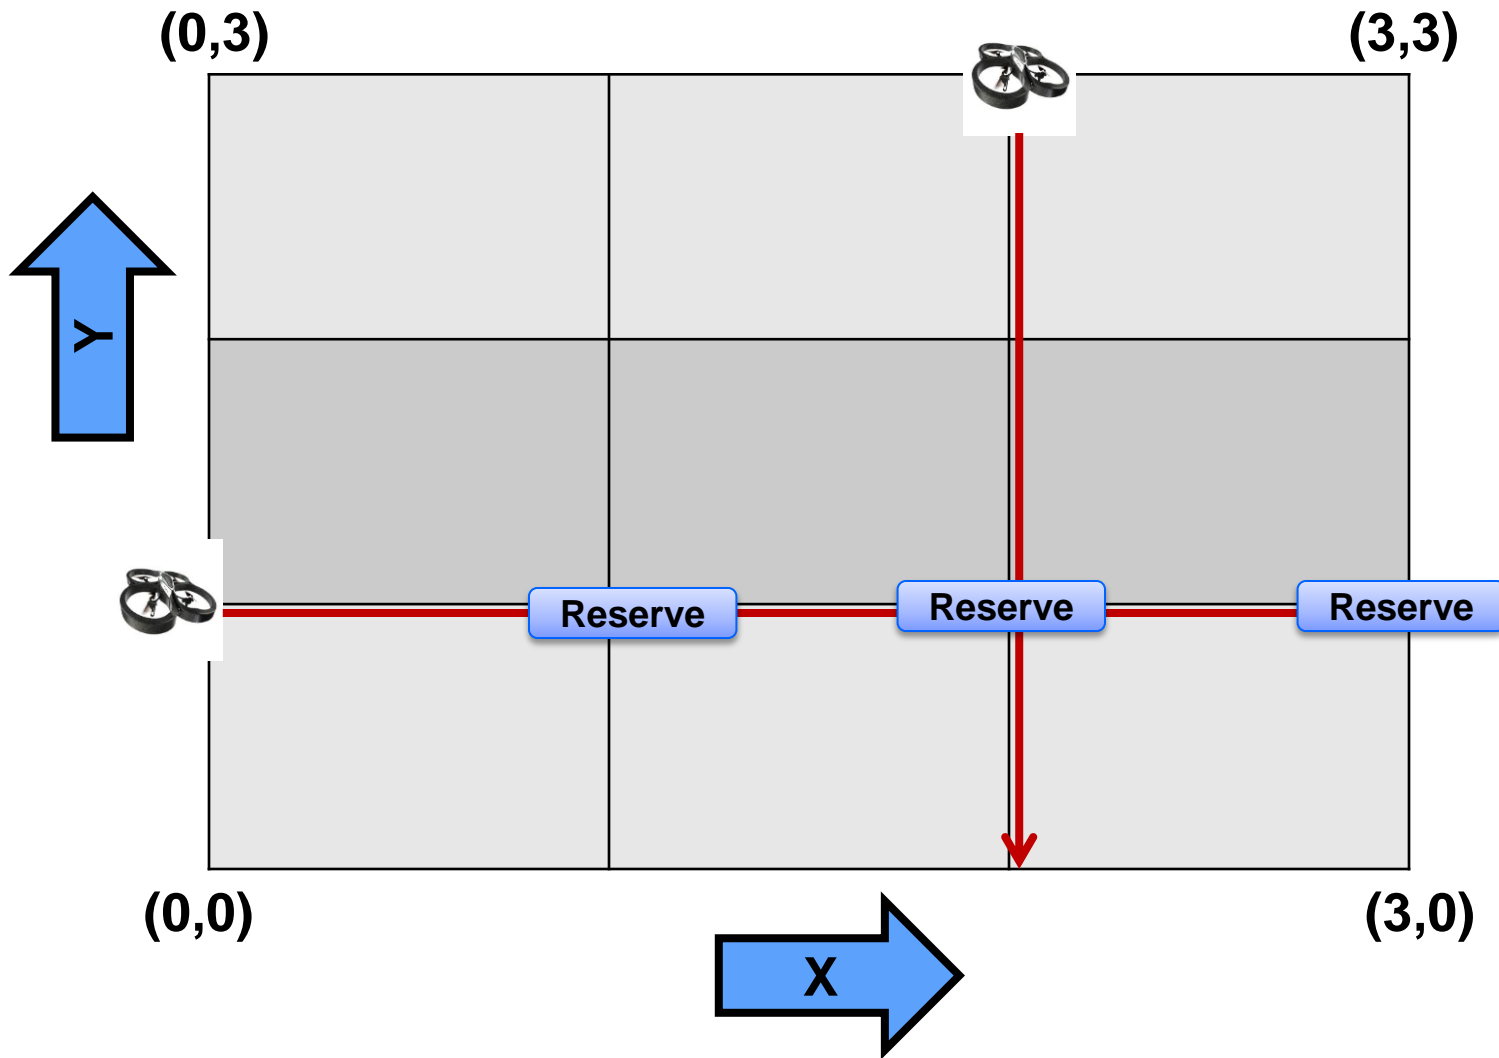 (0,3)
(3,3)
Y
Reserve
Reserve
Reserve
(0,0)
(3,0)
X